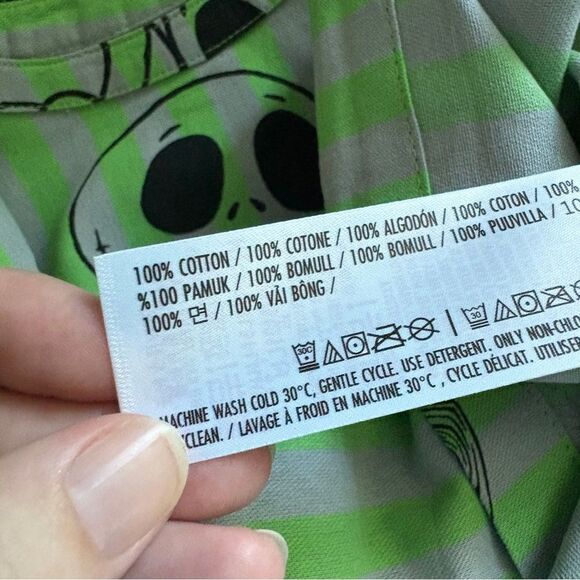 100% COTTON / 100% COTONE / 100% ALGODÓN / 100% COTON / 100%
%100 PAMUK / 100% BOMULL / 100% BOMULL / 100% PUUVILLA /
100% 면 / 100% VẢI BÔNG /
30C 30
MACHINE WASH COLD 30°C, GENTLE CYCLE. USE DETERGENT. ONLY NON-CHLO
CLEAN. / LAVAGE À FROID EN MACHINE 30°C , CYCLE DÉLICAT. UTILISER